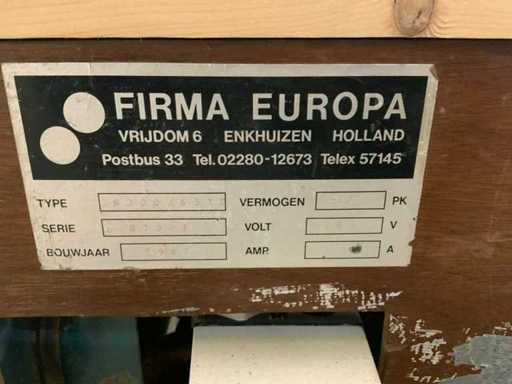 FIRMA EUROPA
VRIJDOM 6 ENKHUIZEN HOLLAND
Postbus 33 Tel. 02280-12673 Telex 57145
TYPE VERMOGEN PK
SERIE VOLT V
BOUWJAAR AMP. A